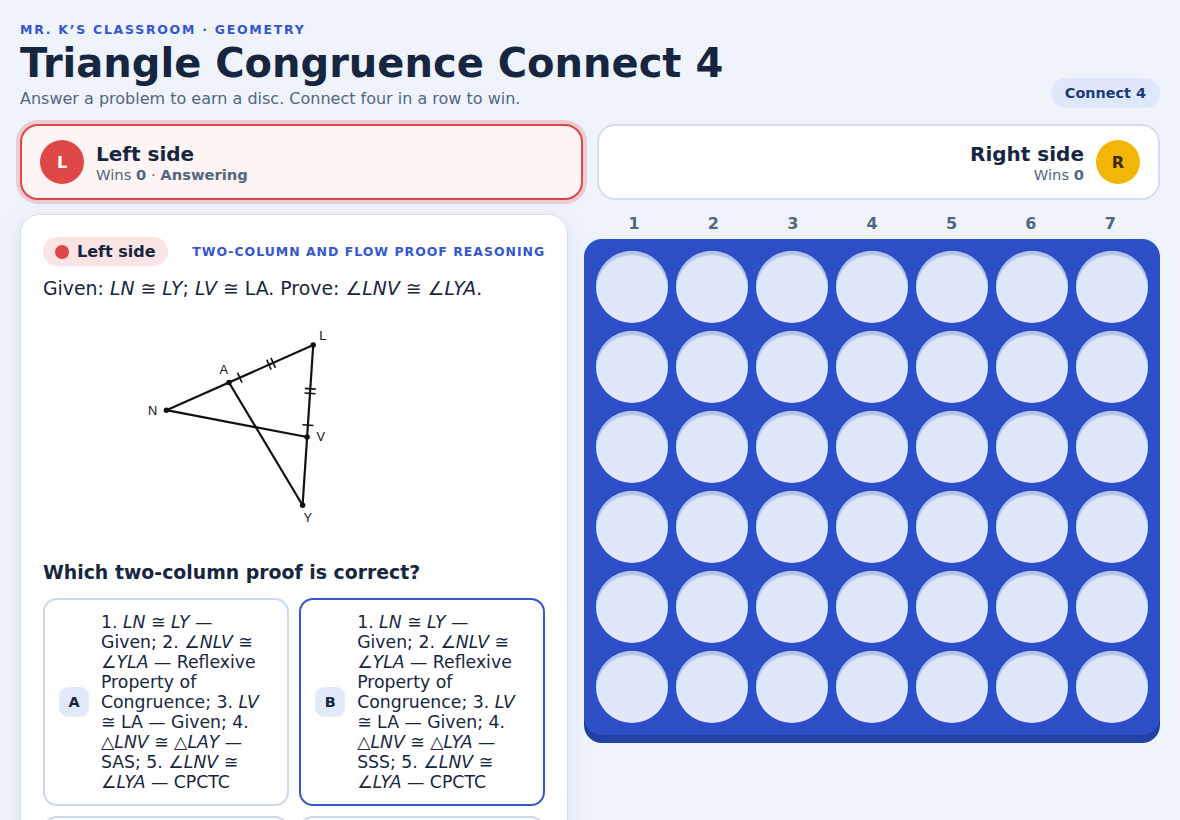 MR. K’S CLASSROOM · GEOMETRY
Triangle Congruence Connect 4
Answer a problem to earn a disc. Connect four in a row to win.
Connect 4
L
Left side
Wins 0 · Answering
Right side
Wins 0
R
Left side
TWO-COLUMN AND FLOW PROOF REASONING
Given: LN ≅ LY; LV ≅ LA. Prove: ∠LNV ≅ ∠LYA.
L
A
N
V
Y
Which two-column proof is correct?
A
1. LN ≅ LY —
Given; 2. ∠NLV ≅
∠YLA — Reflexive
Property of
Congruence; 3. LV
≅ LA — Given; 4.
△LNV ≅ △LAY —
SAS; 5. ∠LNV ≅
∠LYA — CPCTC
B
1. LN ≅ LY —
Given; 2. ∠NLV ≅
∠YLA — Reflexive
Property of
Congruence; 3. LV
≅ LA — Given; 4.
△LNV ≅ △LYA —
SSS; 5. ∠LNV ≅
∠LYA — CPCTC
1 2 3 4 5 6 7